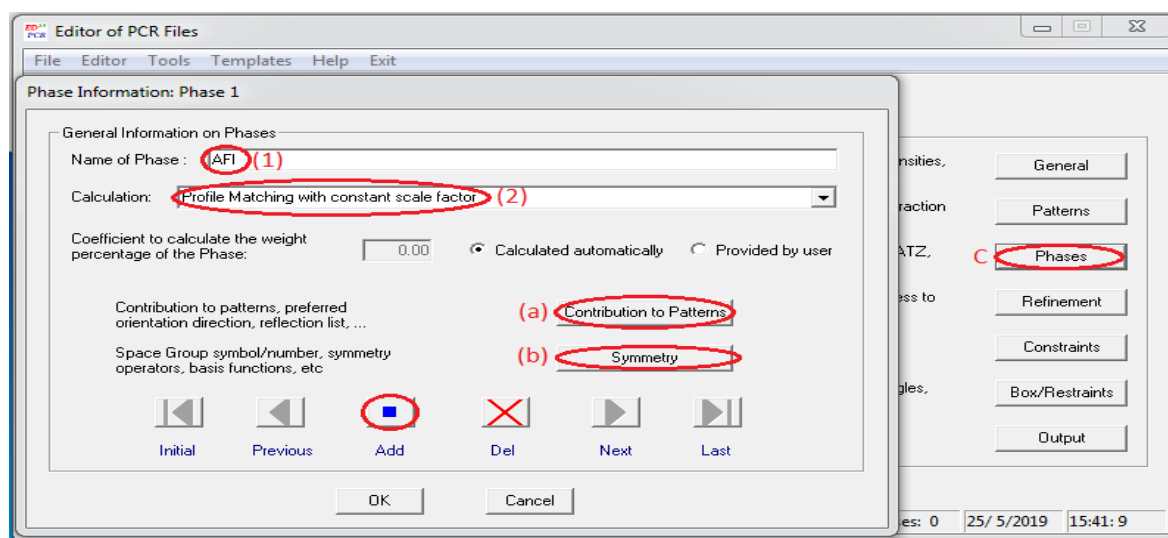 ED PCR Editor of PCR Files
File Editor Tools Templates Help Exit
Phase Information: Phase 1
General Information on Phases
Name of Phase : AFI (1)
Calculation: Profile Matching with constant scale factor (2)
Coefficient to calculate the weight
percentage of the Phase:
0.00 Calculated automatically Provided by user
Contribution to patterns, preferred
orientation direction, reflection list, ...
(a) Contribution to Patterns
Space Group symbol/number, symmetry
operators, basis functions, etc
(b) Symmetry
Initial Previous Add Del Next Last
OK Cancel
nsities, General
raction Patterns
ATZ, C Phases
ess to Refinement
Constraints
gles, Box/Restraints
Output
es: 0 25/ 5/2019 15:41: 9